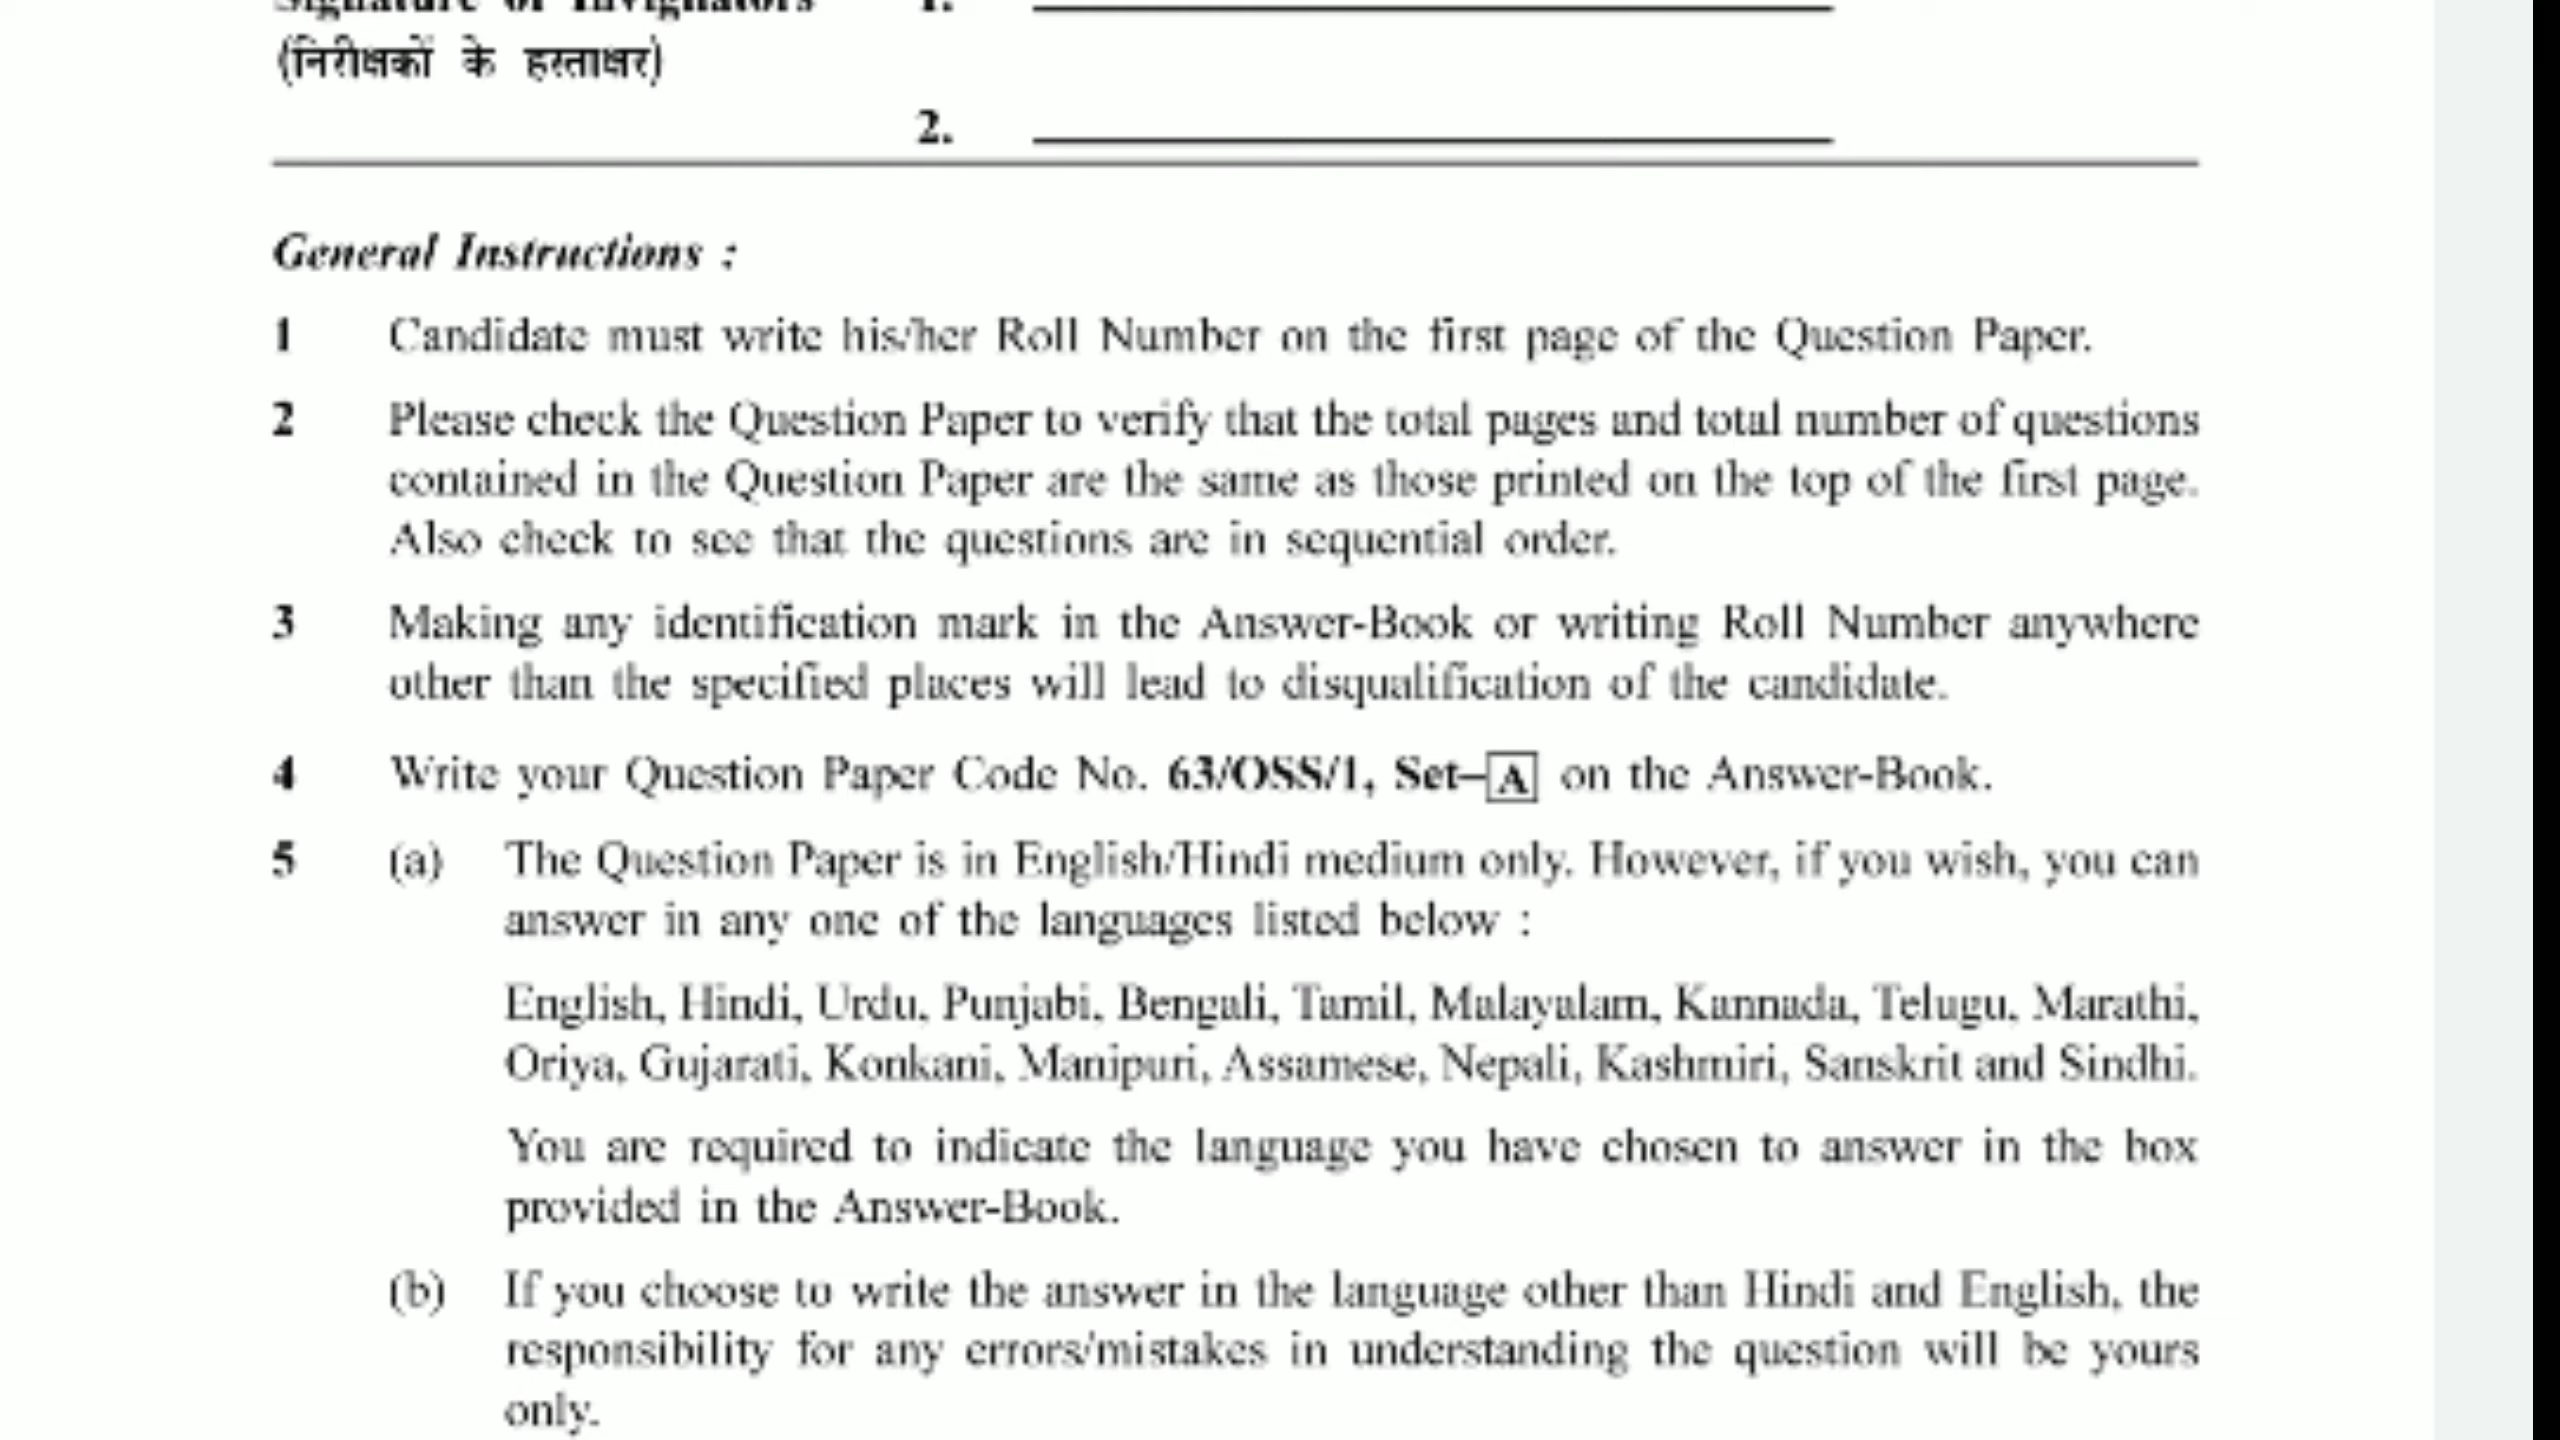 Signature of Invigilators 1.
(निरीक्षकों के हस्ताक्षर)
2.
General Instructions :
1 Candidate must write his/her Roll Number on the first page of the Question Paper.
2 Please check the Question Paper to verify that the total pages and total number of questions
contained in the Question Paper are the same as those printed on the top of the first page.
Also check to see that the questions are in sequential order.
3 Making any identification mark in the Answer-Book or writing Roll Number anywhere
other than the specified places will lead to disqualification of the candidate.
4 Write your Question Paper Code No. 63/OSS/1, Set–A on the Answer-Book.
5 (a) The Question Paper is in English/Hindi medium only. However, if you wish, you can
answer in any one of the languages listed below :
English, Hindi, Urdu, Punjabi, Bengali, Tamil, Malayalam, Kannada, Telugu, Marathi,
Oriya, Gujarati, Konkani, Manipuri, Assamese, Nepali, Kashmiri, Sanskrit and Sindhi.
You are required to indicate the language you have chosen to answer in the box
provided in the Answer-Book.
(b) If you choose to write the answer in the language other than Hindi and English, the
responsibility for any errors/mistakes in understanding the question will be yours
only.